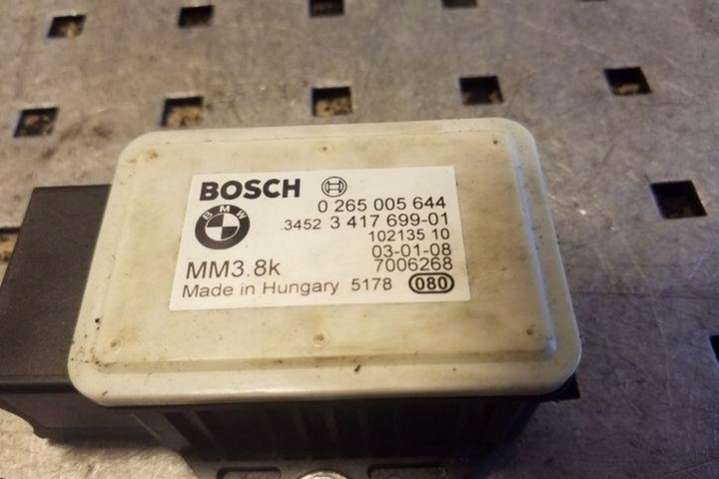 BOSCH
0 265 005 644
BMW
.3452 3 417 699-01
102135 10
03-01-08
MM3.8k
7006268
Made in Hungary 5178 080